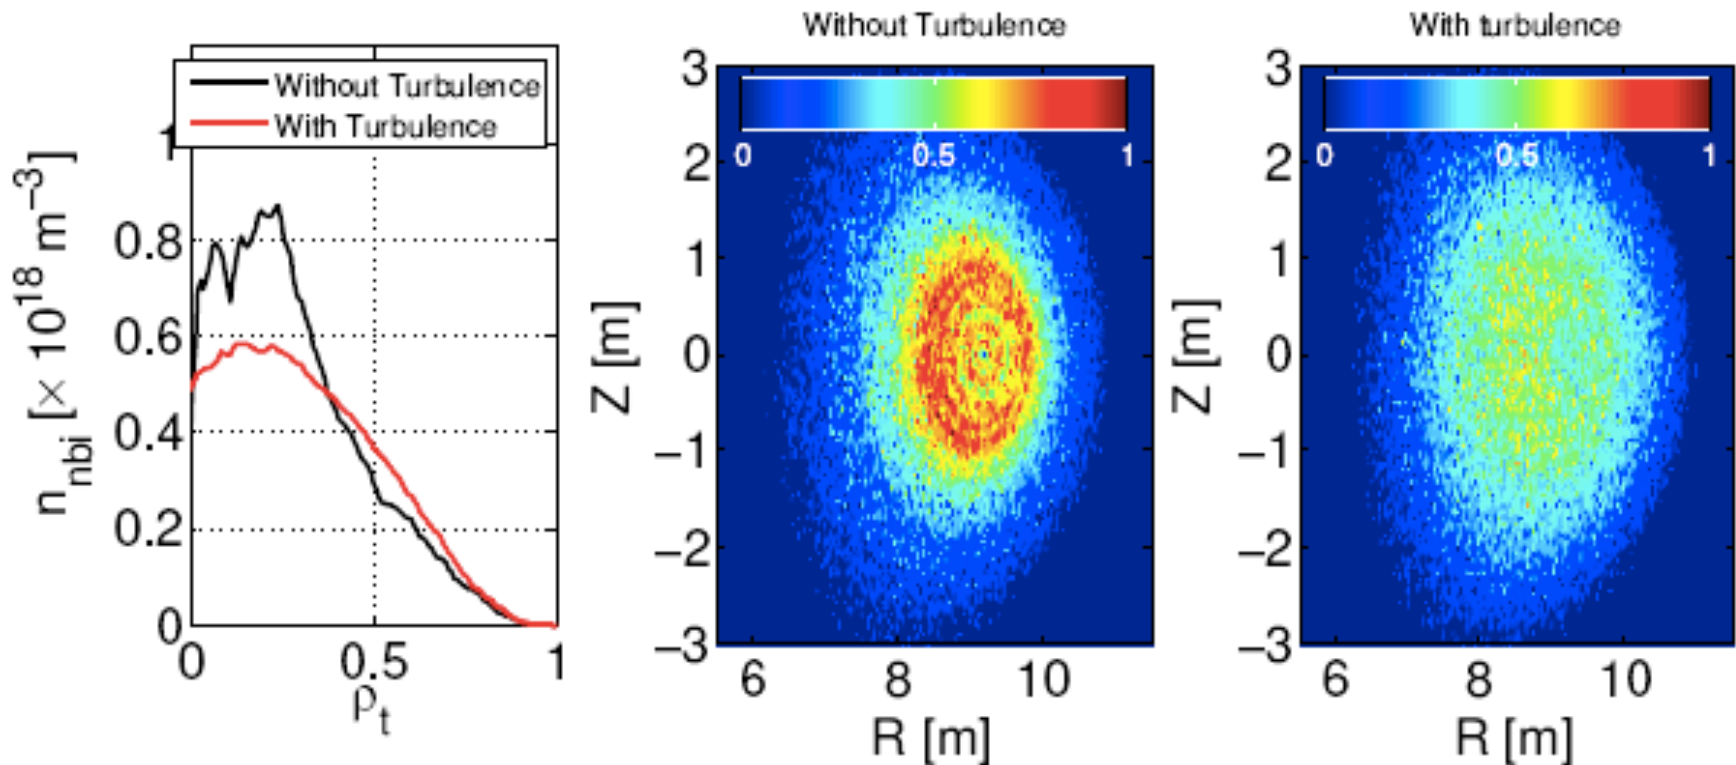 Without Turbulence
With Turbulence
1
0.8
0.6
0.4
0.2
0
0 0.5 1
n_nbi [× 10^18 m^−3]
ρ_t
Without Turbulence
0 0.5 1
3
2
1
0
−1
−2
−3
6 8 10
Z [m]
R [m]
With turbulence
0 0.5 1
3
2
1
0
−1
−2
−3
6 8 10
Z [m]
R [m]